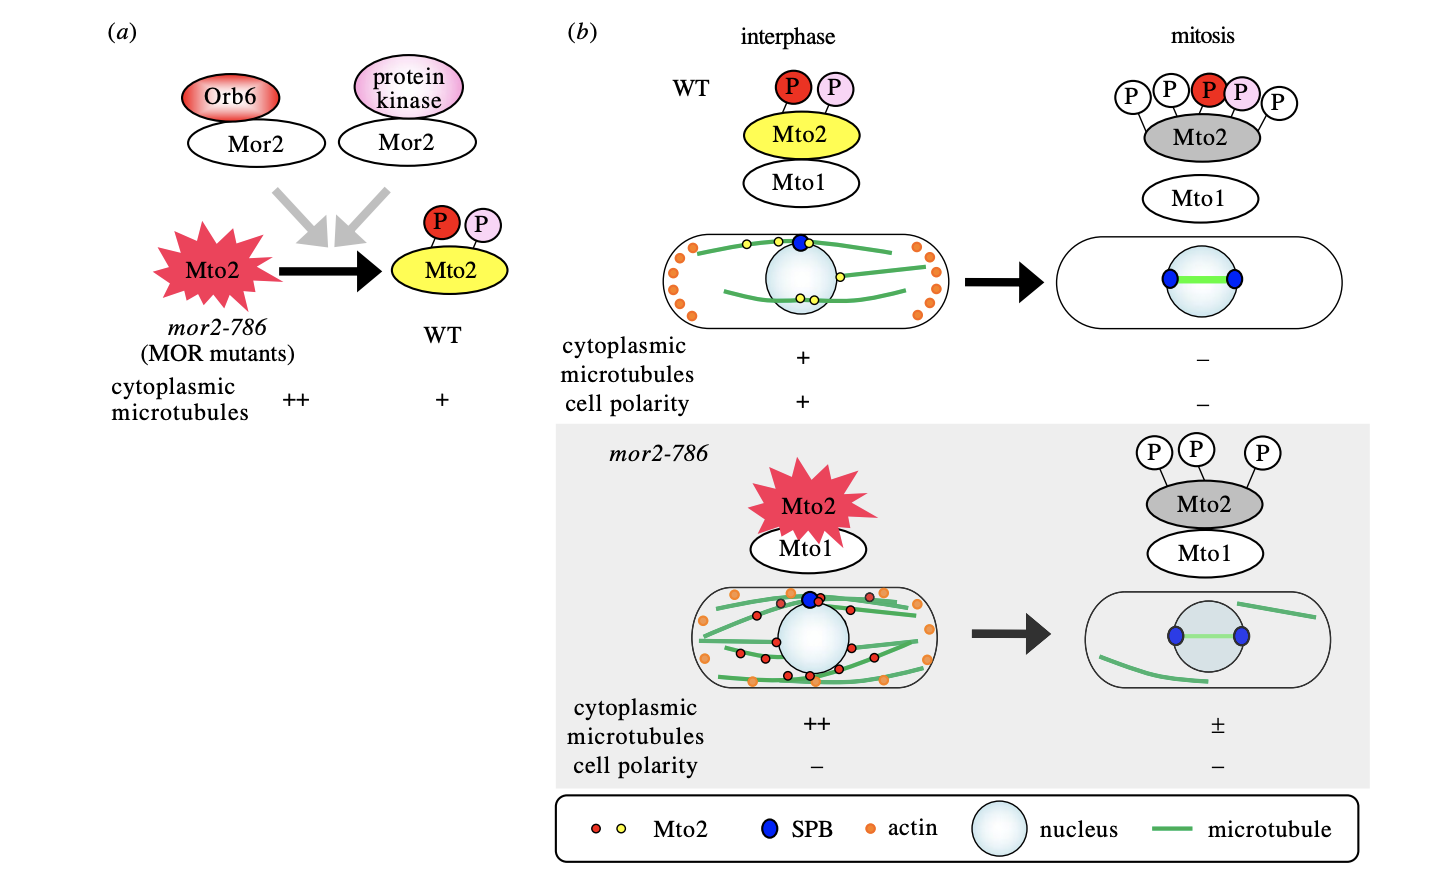 (a)
Orb6
Mor2
protein
kinase
Mor2
Mto2
P P
Mto2
mor2-786
(MOR mutants)
WT
cytoplasmic
microtubules
++
+
(b)
interphase
mitosis
WT
P P
Mto2
Mto1
P P P P P
Mto2
Mto1
cytoplasmic
microtubules
+
–
cell polarity
+
–
mor2-786
Mto2
Mto1
P P P
Mto2
Mto1
cytoplasmic
microtubules
++
±
cell polarity
–
–
Mto2 SPB actin nucleus microtubule